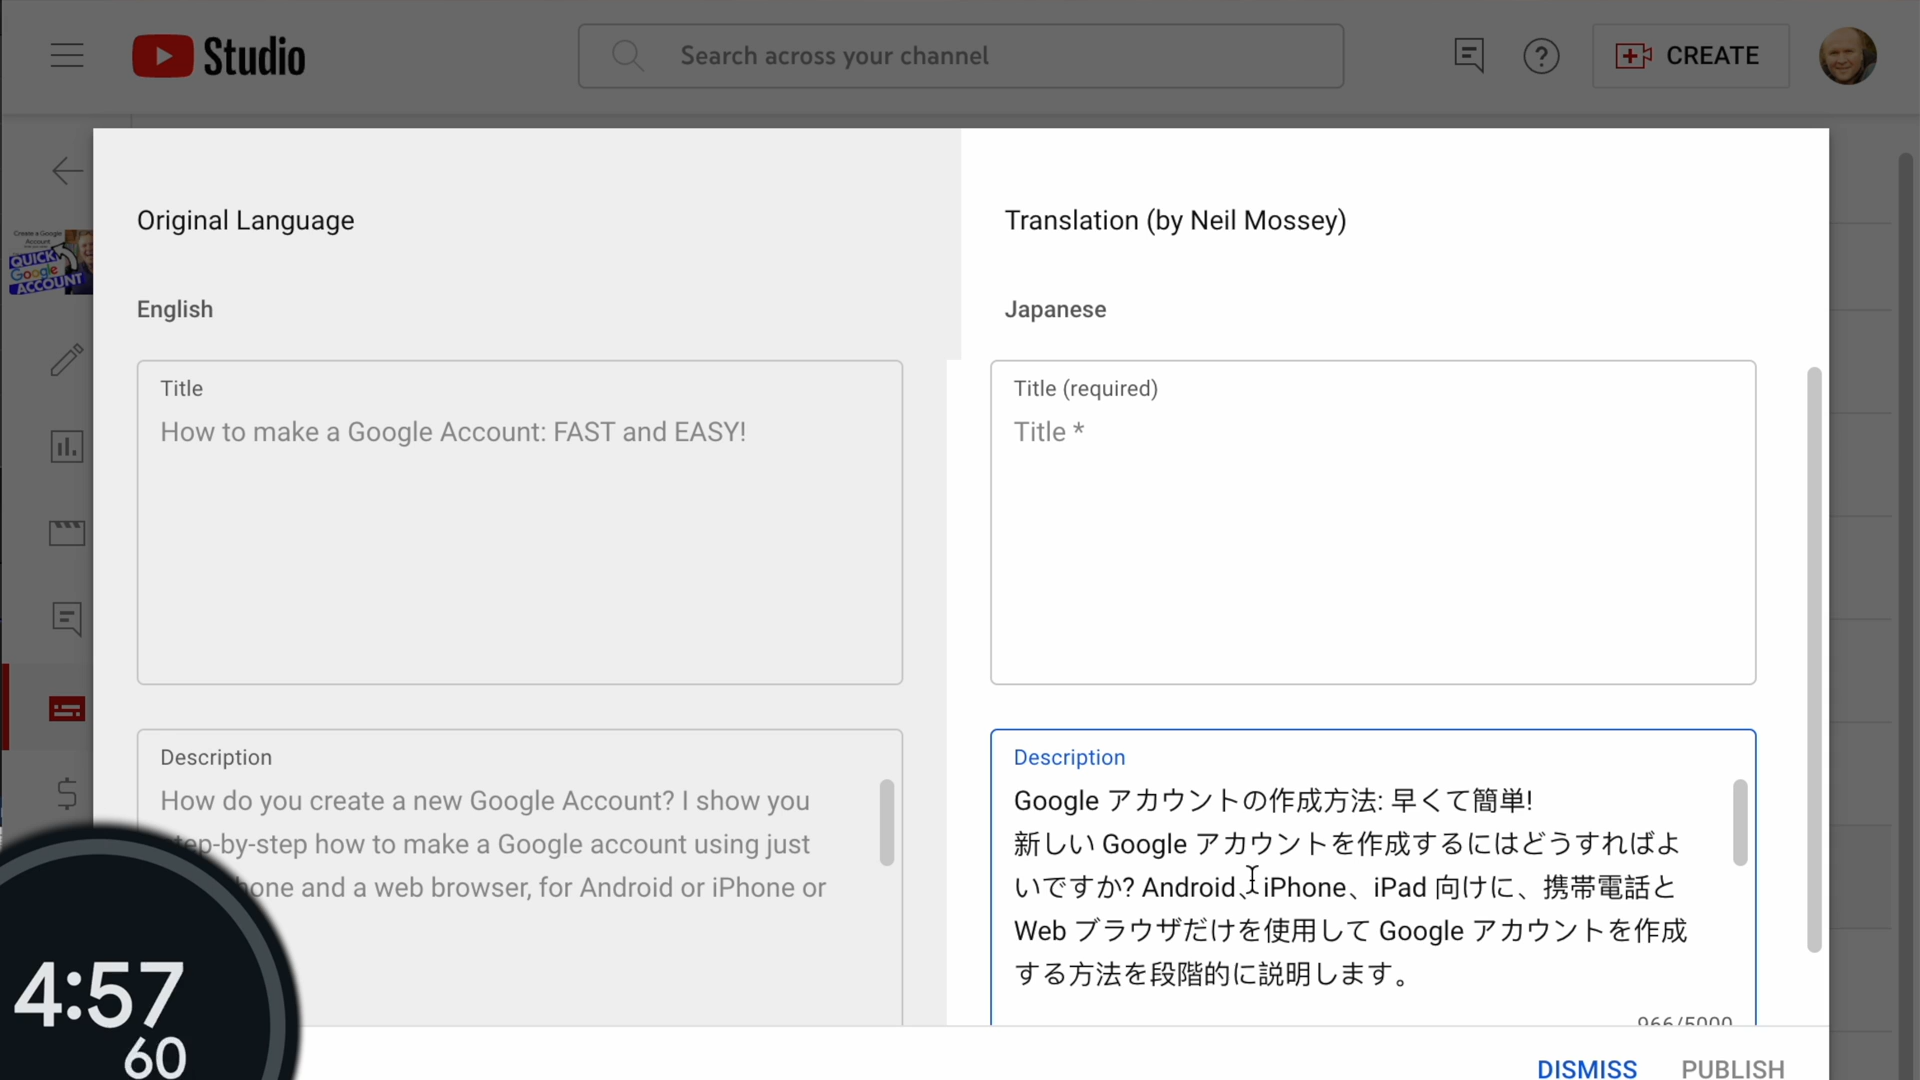 Studio
Search across your channel
CREATE
Create a Google
Account
QUICK
Google
ACCOUNT
Original Language
Translation (by Neil Mossey)
English
Japanese
Title
How to make a Google Account: FAST and EASY!
Title (required)
Title *
Description
How do you create a new Google Account? I show you
step-by-step how to make a Google account using just
hone and a web browser, for Android or iPhone or
Description
Google アカウントの作成方法: 早くて簡単!
新しい Google アカウントを作成するにはどうすればよ
いですか? Android、iPhone、iPad 向けに、携帯電話と
Web ブラウザだけを使用して Google アカウントを作成
する方法を段階的に説明します。
966/5000
4:57
60
DISMISS
PUBLISH